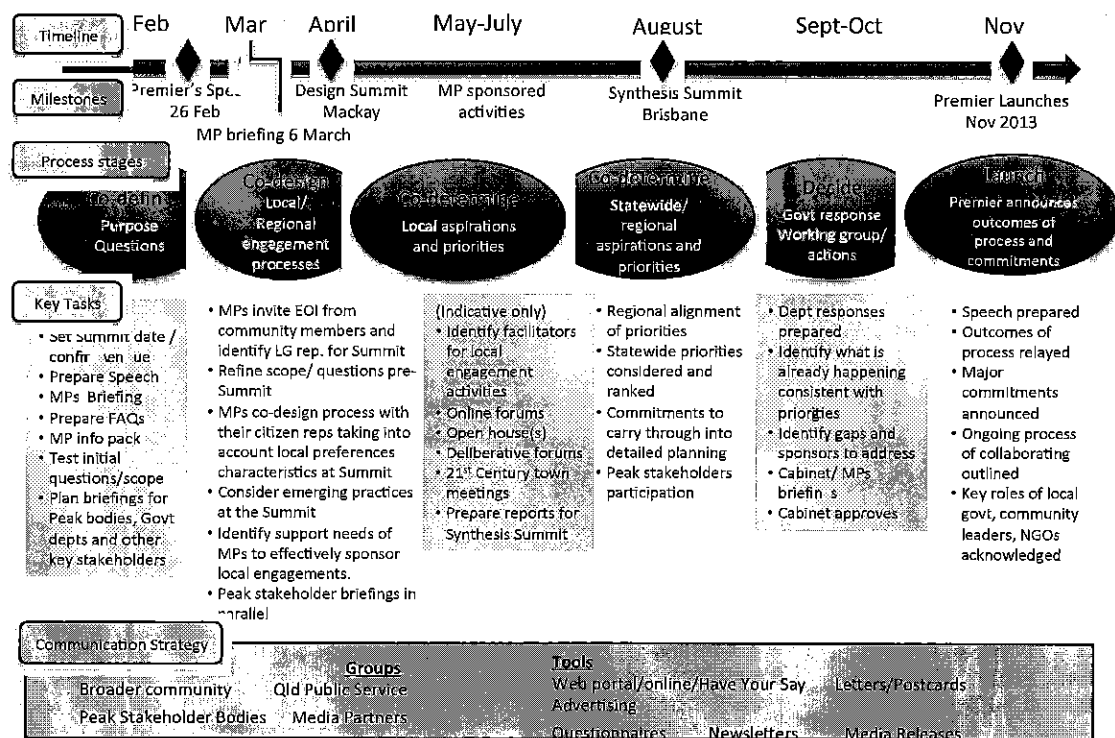 Timeline
Feb
Mar
April
May-July
August
Sept-Oct
Nov
Milestones
Premier's
26 Feb
MP briefing 6 March
Design Summit
Mackay
MP sponsored
activities
Synthesis Summit
Brisbane
Premier Launches
Nov 2013
Process stages
Purpose
Questions
Co-design
Local/
Regional
engagement
processes
Co-determine
Local aspirations
and priorities
Co-determine
Statewide/
regional
aspirations and
priorities
Decide
Govt response
Working group/
actions
launch
Premier announces
outcomes of
process and
commitments
Key Tasks
• Set Summit date /
• Prepare Speech
• MPs Briefing
• Prepare FAQs
• MP info pack
• Test initial
questions/scope
• Plan briefings for
Peak bodies, Govt
depts and other
key stakeholders
• MPs invite EOI from
community members and
identify LG rep. for Summit
• Refine scope/ questions pre-
Summit
• MPs co-design process with
their citizen reps taking into
account local preferences
characteristics at Summit
• Consider emerging practices
at the Summit
• Identify support needs of
MPs to effectively sponsor
local engagements.
• Peak stakeholder briefings in
parallel
(Indicative only)
• Identify facilitators
for local
engagement
activities
• Online forums
• Open house(s)
• Deliberative forums
• 21st Century town
meetings
• Prepare reports for
Synthesis Summit
• Regional alignment
of priorities
• Statewide priorities
considered and
ranked
• Commitments to
carry through into
detailed planning
• Peak stakeholders
participation
• Dept responses
prepared
• Identify what is
already happening
consistent with
priorities
• Identify gaps and
sponsors to address
• Cabinet/ MPs
• Cabinet approves
• Speech prepared
• Outcomes of
process relayed
• Major
commitments
announced
• Ongoing process
of collaborating
outlined
• Key roles of local
govt, community
leaders, NGOs
acknowledged
Communication Strategy
Groups
Broader community
Qld Public Service
Peak Stakeholder Bodies
Media Partners
Tools
Web portal/online/Have Your Say
Letters/Postcards
Advertising
Questionnaires
Newsletters
Media Releases